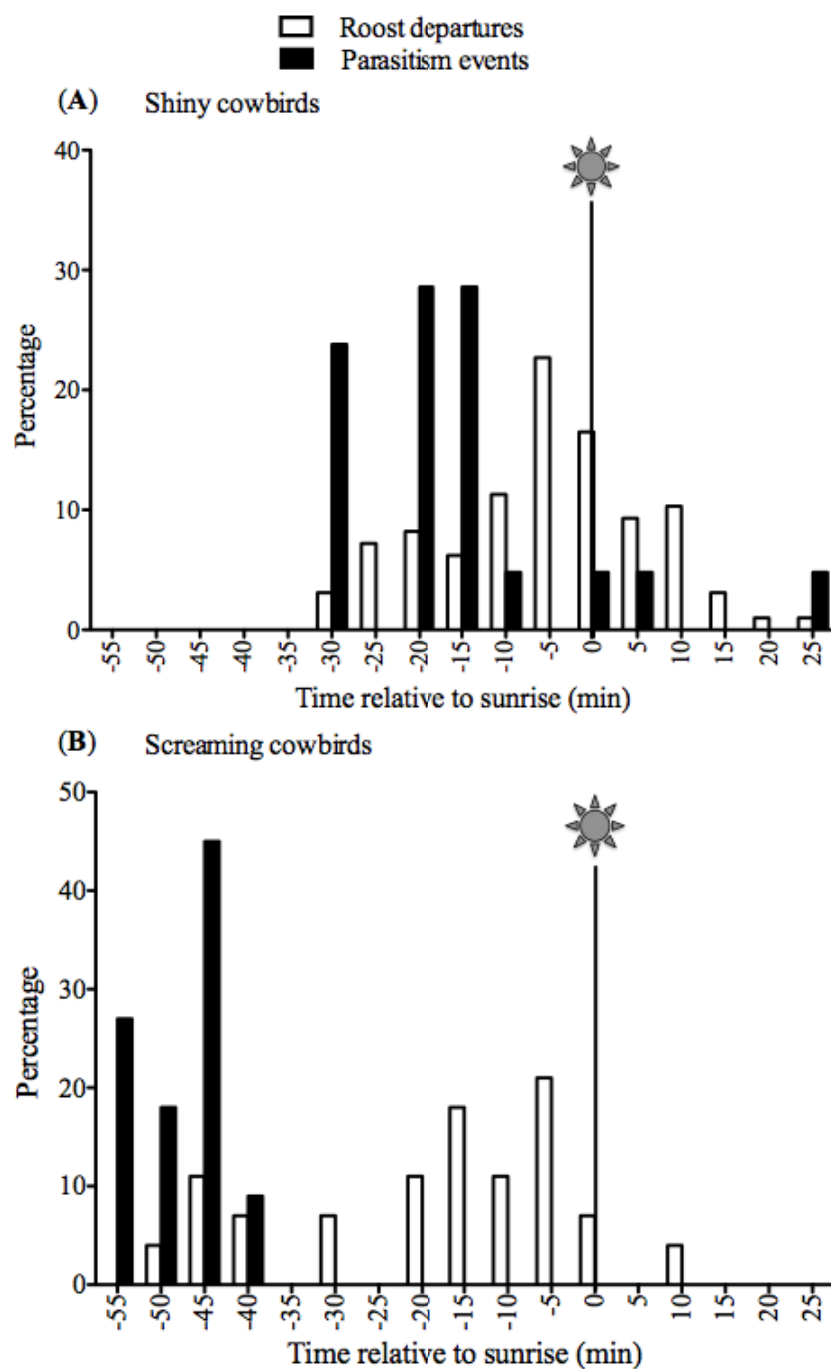 Roost departures
Parasitism events
(A) Shiny cowbirds
40
30
20
10
0
Percentage
-55 -50 -45 -40 -35 -30 -25 -20 -15 -10 -5 0 5 10 15 20 25
Time relative to sunrise (min)
(B) Screaming cowbirds
50
40
30
20
10
0
Percentage
-55 -50 -45 -40 -35 -30 -25 -20 -15 -10 -5 0 5 10 15 20 25
Time relative to sunrise (min)